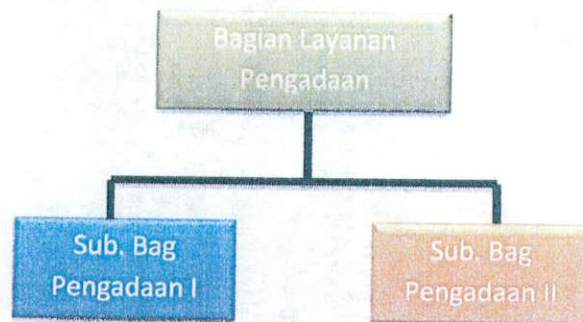 Bagian Layanan
Pengadaan
Sub. Bag
Pengadaan I
Sub. Bag
Pengadaan II